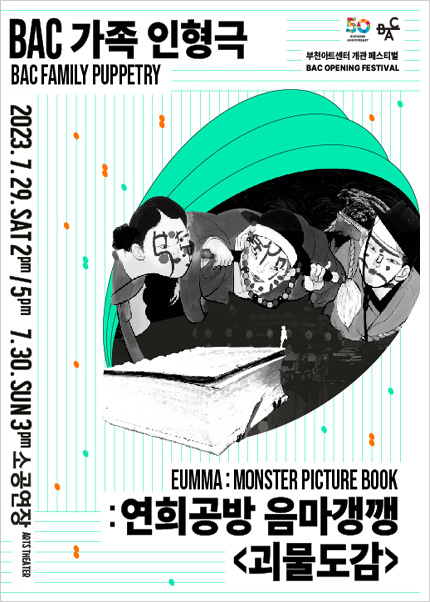 BAC 가족 인형극
BAC FAMILY PUPPETRY
50
BAC
부천아트센터 개관 페스티벌
BAC OPENING FESTIVAL
2023. 7. 29. SAT 2pm / 5pm 7. 30. SUN 3pm 소공연장 ARTS THEATER
EUMMA : MONSTER PICTURE BOOK
: 연희공방 음마갱깽
<괴물도감>